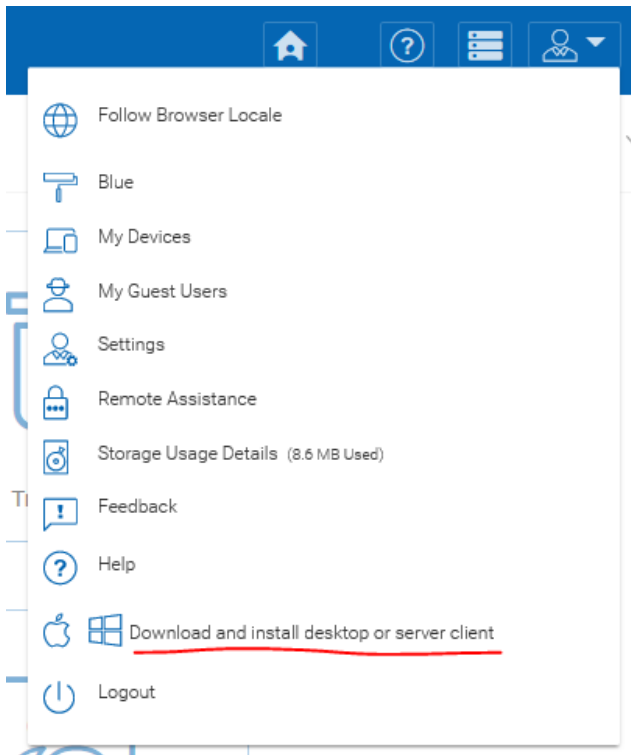 Follow Browser Locale
Blue
My Devices
My Guest Users
Settings
Remote Assistance
Storage Usage Details (8.6 MB Used)
Feedback
Help
Download and install desktop or server client
Logout